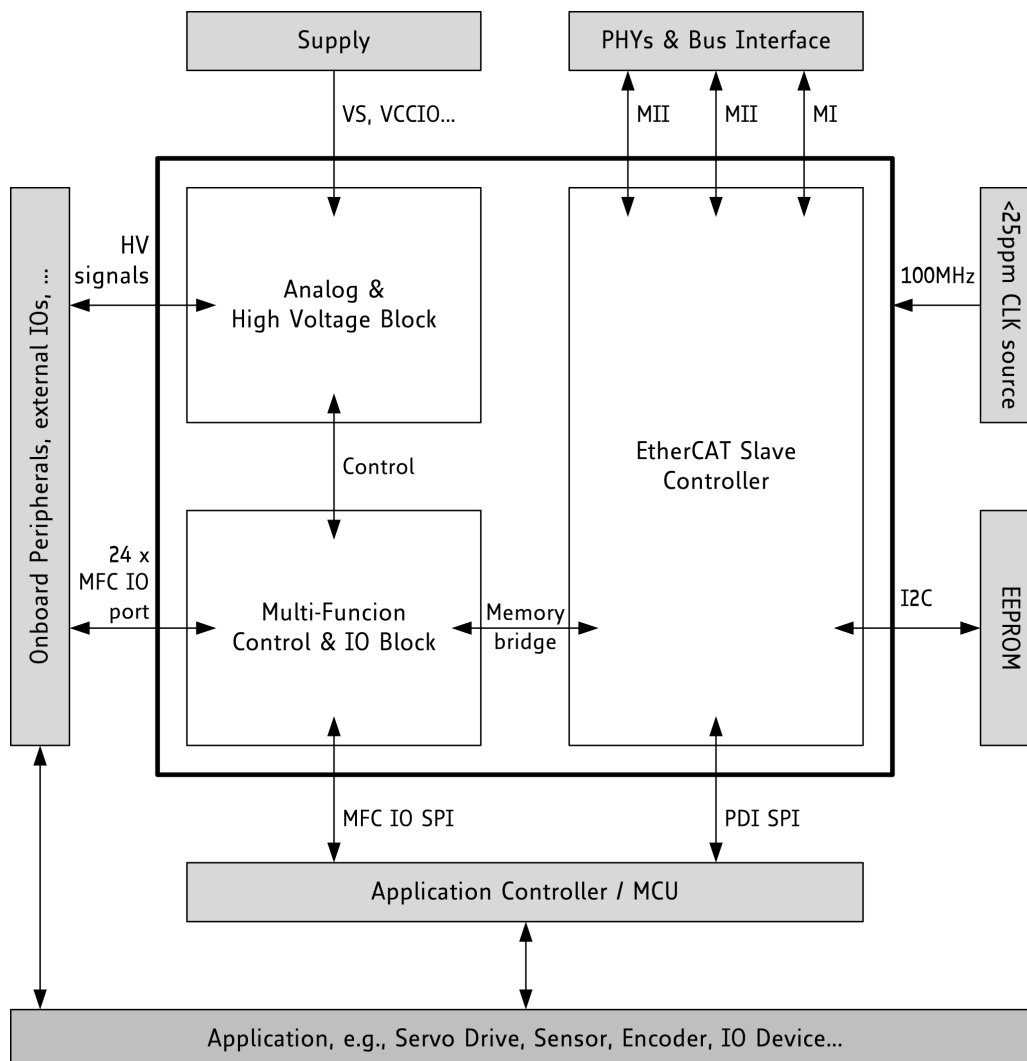 Supply
PHYs & Bus Interface
VS, VCCIO...
MII
MII
MI
Onboard Peripherals, external IOs, ...
HV
signals
Analog &
High Voltage Block
100MHz
<25ppm CLK source
Control
EtherCAT Slave
Controller
24 x
MFC IO
port
Multi-Funcion
Control & IO Block
Memory
bridge
I2C
EEPROM
MFC IO SPI
PDI SPI
Application Controller / MCU
Application, e.g., Servo Drive, Sensor, Encoder, IO Device...